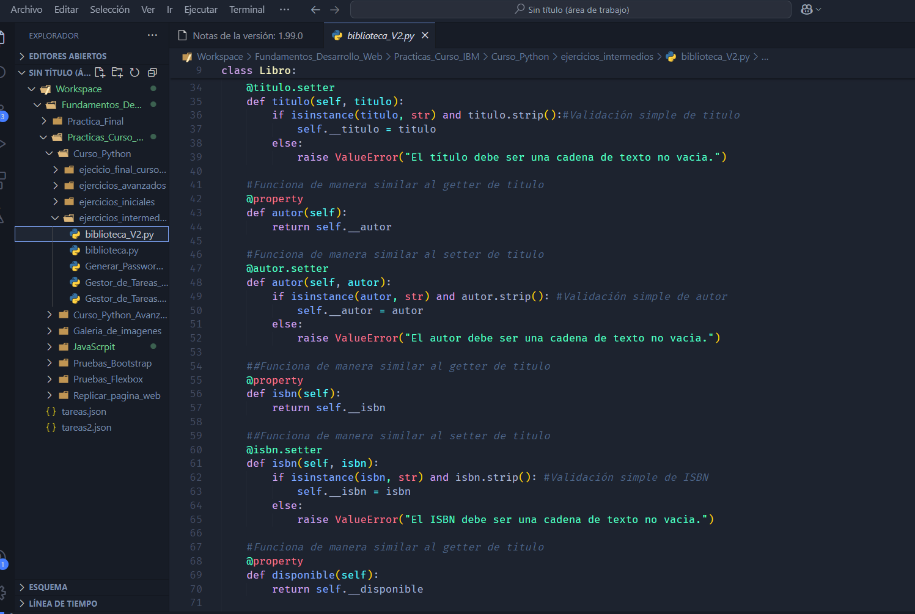 Archivo Editar Selección Ver Ir Ejecutar Terminal ··· Sin título (área de trabajo)
EXPLORADOR ···
EDITORES ABIERTOS
SIN TÍTULO (Á...
Workspace
Fundamentos_De...
Practica_Final
Practicas_Curso_...
Curso_Python
ejecicio_final_curso...
ejercicios_avanzados
ejercicios_iniciales
ejercicios_intermed...
biblioteca_V2.py
biblioteca.py
Generar_Passwor...
Gestor_de_Tareas_...
Gestor_de_Tareas....
Curso_Python_Avanz...
Galeria_de_imagenes
JavaScrpit
Pruebas_Bootstrap
Pruebas_Flexbox
Replicar_pagina_web
{} tareas.json
{} tareas2.json
ESQUEMA
LÍNEA DE TIEMPO
3
1
Notas de la versión: 1.99.0 biblioteca_V2.py ×
Workspace > Fundamentos_Desarrollo_Web > Practicas_Curso_IBM > Curso_Python > ejercicios_intermedios > biblioteca_V2.py > ...
9 class Libro:
34 @titulo.setter
35 def titulo(self, titulo):
36 if isinstance(titulo, str) and titulo.strip():#Validación simple de titulo
37 self.__titulo = titulo
38 else:
39 raise ValueError("El título debe ser una cadena de texto no vacia.")
40
41 #Funciona de manera similar al getter de titulo
42 @property
43 def autor(self):
44 return self.__autor
45
46 #Funciona de manera similar al setter de titulo
47 @autor.setter
48 def autor(self, autor):
49 if isinstance(autor, str) and autor.strip(): #Validación simple de autor
50 self.__autor = autor
51 else:
52 raise ValueError("El autor debe ser una cadena de texto no vacia.")
53
54 ##Funciona de manera similar al getter de titulo
55 @property
56 def isbn(self):
57 return self.__isbn
58
59 ##Funciona de manera similar al setter de titulo
60 @isbn.setter
61 def isbn(self, isbn):
62 if isinstance(isbn, str) and isbn.strip(): #Validación simple de ISBN
63 self.__isbn = isbn
64 else:
65 raise ValueError("El ISBN debe ser una cadena de texto no vacia.")
66
67 #Funciona de manera similar al getter de titulo
68 @property
69 def disponible(self):
70 return self.__disponible
71